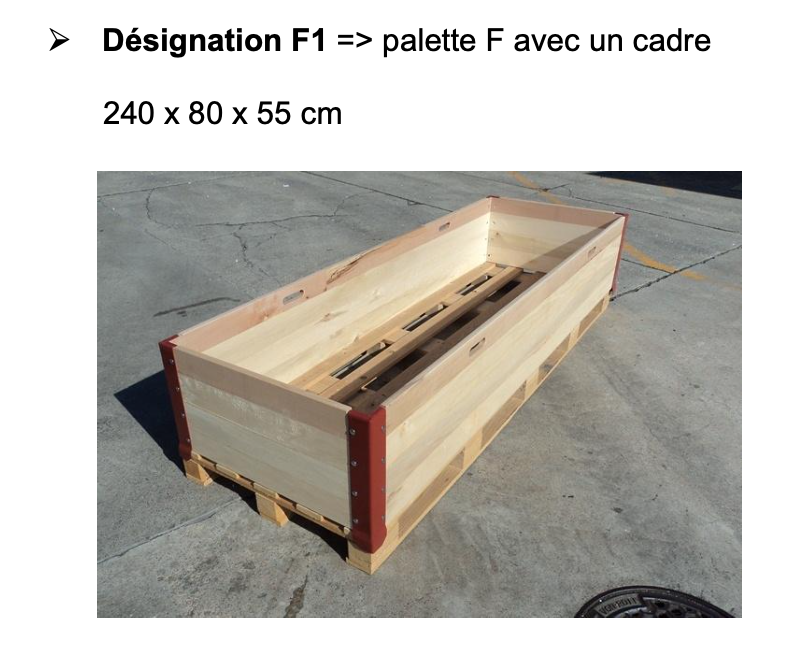 ➢ Désignation F1 => palette F avec un cadre
240 x 80 x 55 cm